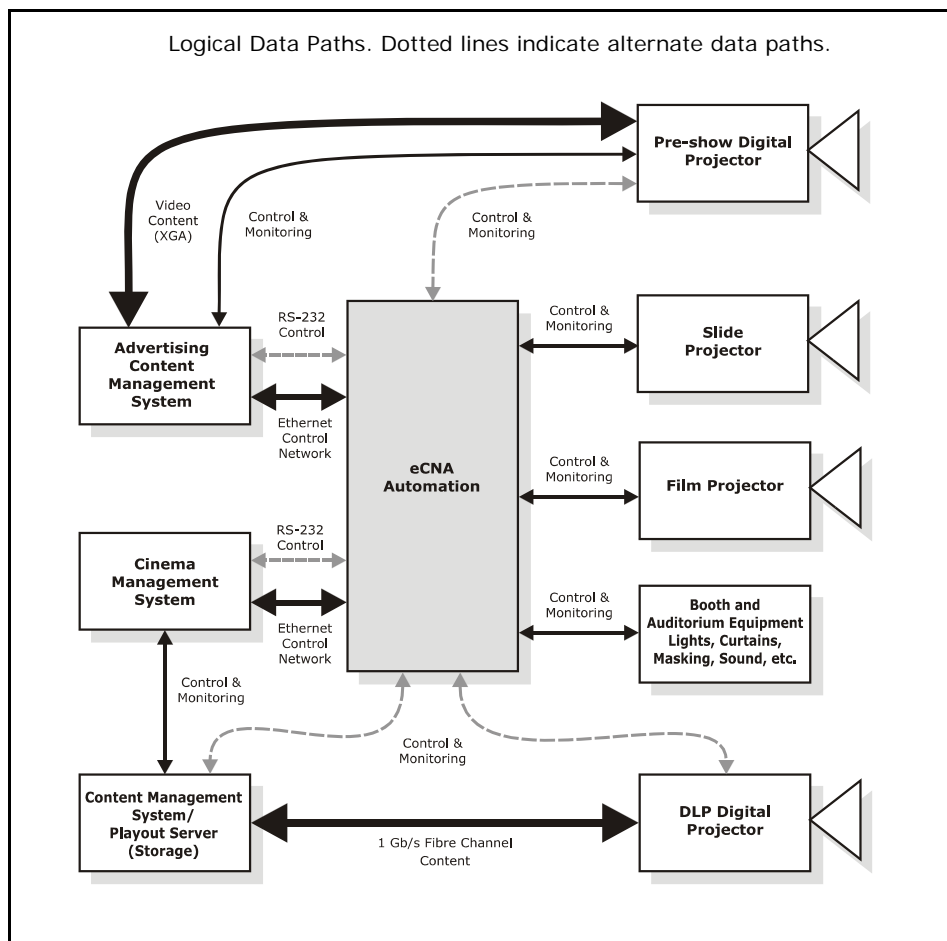 Logical Data Paths. Dotted lines indicate alternate data paths.
Pre-show Digital
Projector
Video
Content
(XGA)
Control &
Monitoring
Control &
Monitoring
RS-232
Control
Control &
Monitoring
Slide
Projector
Advertising
Content
Management
System
Ethernet
Control
Network
eCNA
Automation
Control &
Monitoring
Film Projector
RS-232
Control
Cinema
Management
System
Ethernet
Control
Network
Control &
Monitoring
Booth and
Auditorium Equipment
Lights, Curtains,
Masking, Sound, etc.
Control &
Monitoring
Control &
Monitoring
Content Management
System/
Playout Server
(Storage)
1 Gb/s Fibre Channel
Content
DLP Digital
Projector